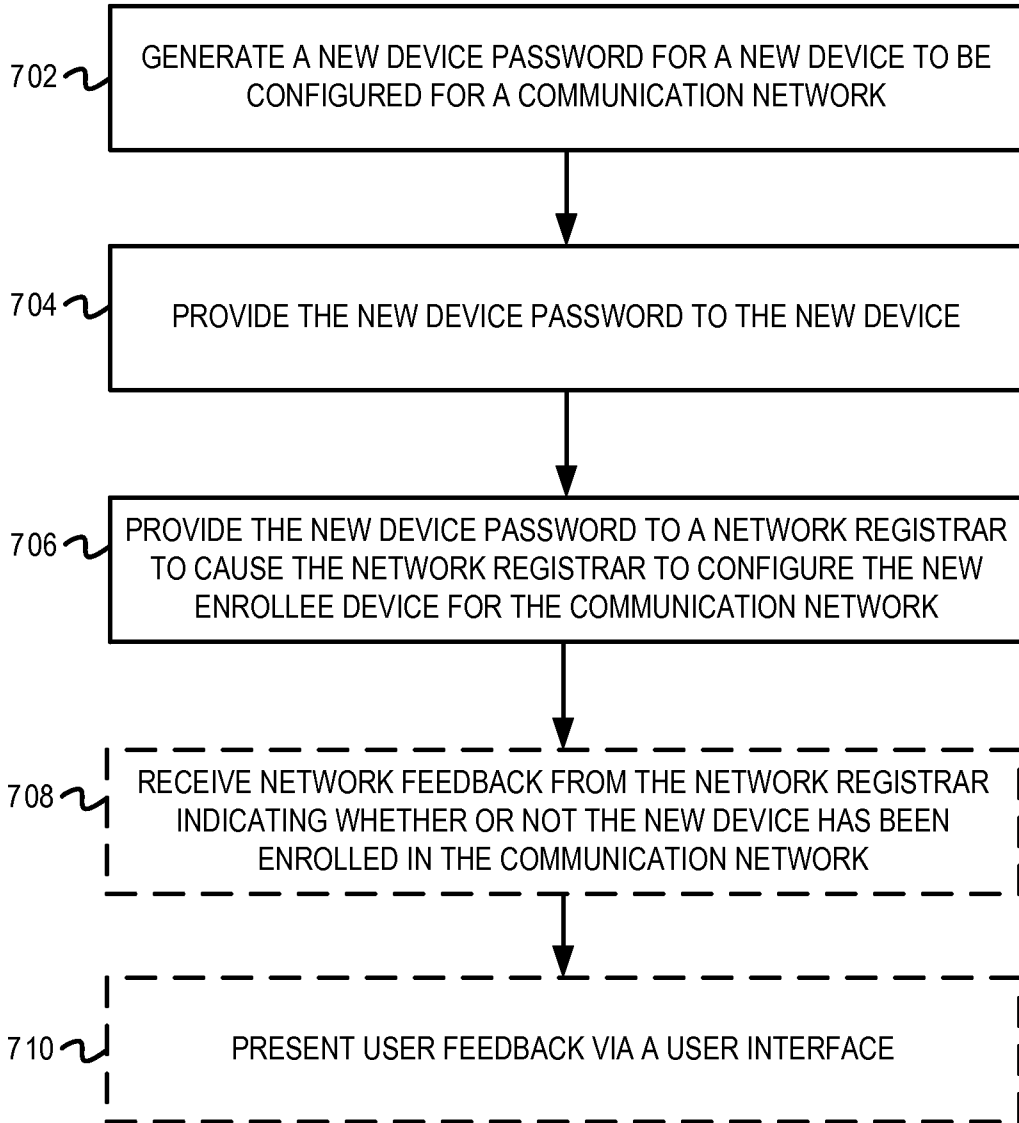 702
GENERATE A NEW DEVICE PASSWORD FOR A NEW DEVICE TO BE
CONFIGURED FOR A COMMUNICATION NETWORK
704
PROVIDE THE NEW DEVICE PASSWORD TO THE NEW DEVICE
706
PROVIDE THE NEW DEVICE PASSWORD TO A NETWORK REGISTRAR
TO CAUSE THE NETWORK REGISTRAR TO CONFIGURE THE NEW
ENROLLEE DEVICE FOR THE COMMUNICATION NETWORK
708
RECEIVE NETWORK FEEDBACK FROM THE NETWORK REGISTRAR
INDICATING WHETHER OR NOT THE NEW DEVICE HAS BEEN
ENROLLED IN THE COMMUNICATION NETWORK
710
PRESENT USER FEEDBACK VIA A USER INTERFACE